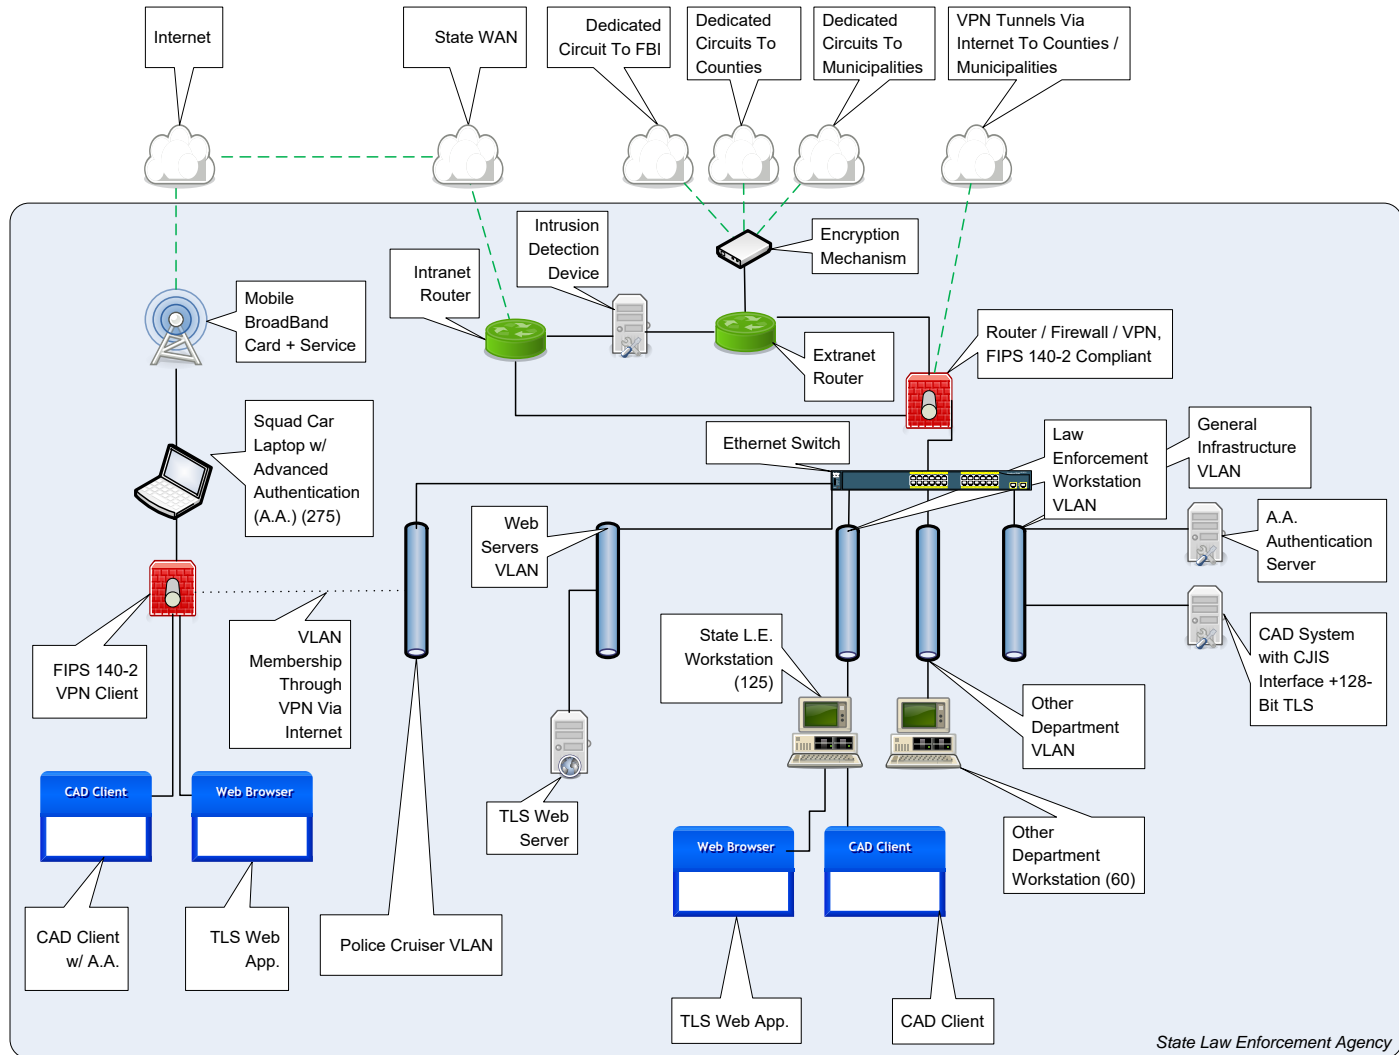 Internet
State WAN
Dedicated
Circuit To FBI
Dedicated
Circuits To
Counties
Dedicated
Circuits To
Municipalities
VPN Tunnels Via
Internet To Counties /
Municipalities
Intrusion
Detection
Device
Encryption
Mechanism
Intranet
Router
Mobile
BroadBand
Card + Service
Extranet
Router
Router / Firewall / VPN,
FIPS 140-2 Compliant
Squad Car
Laptop w/
Advanced
Authentication
(A.A.) (275)
Ethernet Switch
Law
Enforcement
Workstation
VLAN
General
Infrastructure
VLAN
Web
Servers
VLAN
A.A.
Authentication
Server
FIPS 140-2
VPN Client
VLAN
Membership
Through
VPN Via
Internet
State L.E.
Workstation
(125)
CAD System
with CJIS
Interface +128-
Bit TLS
Other
Department
VLAN
CAD Client
Web Browser
TLS Web
Server
Web Browser
CAD Client
Other
Department
Workstation (60)
CAD Client
w/ A.A.
TLS Web
App.
Police Cruiser VLAN
TLS Web App.
CAD Client
State Law Enforcement Agency